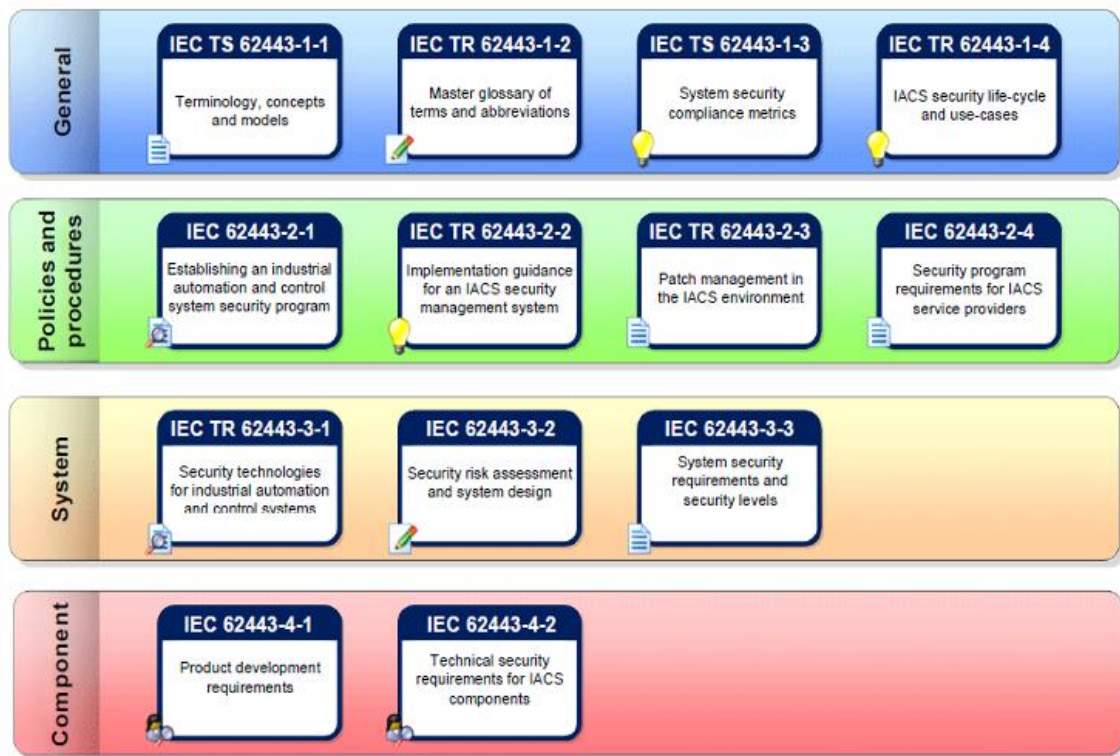 General
IEC TS 62443-1-1
Terminology, concepts
and models
IEC TR 62443-1-2
Master glossary of
terms and abbreviations
IEC TS 62443-1-3
System security
compliance metrics
IEC TR 62443-1-4
IACS security life-cycle
and use-cases
Policies and
procedures
IEC 62443-2-1
Establishing an industrial
automation and control
system security program
IEC TR 62443-2-2
Implementation guidance
for an IACS security
management system
IEC TR 62443-2-3
Patch management in
the IACS environment
IEC 62443-2-4
Security program
requirements for IACS
service providers
System
IEC TR 62443-3-1
Security technologies
for industrial automation
and control systems
IEC 62443-3-2
Security risk assessment
and system design
IEC 62443-3-3
System security
requirements and
security levels
Component
IEC 62443-4-1
Product development
requirements
IEC 62443-4-2
Technical security
requirements for IACS
components